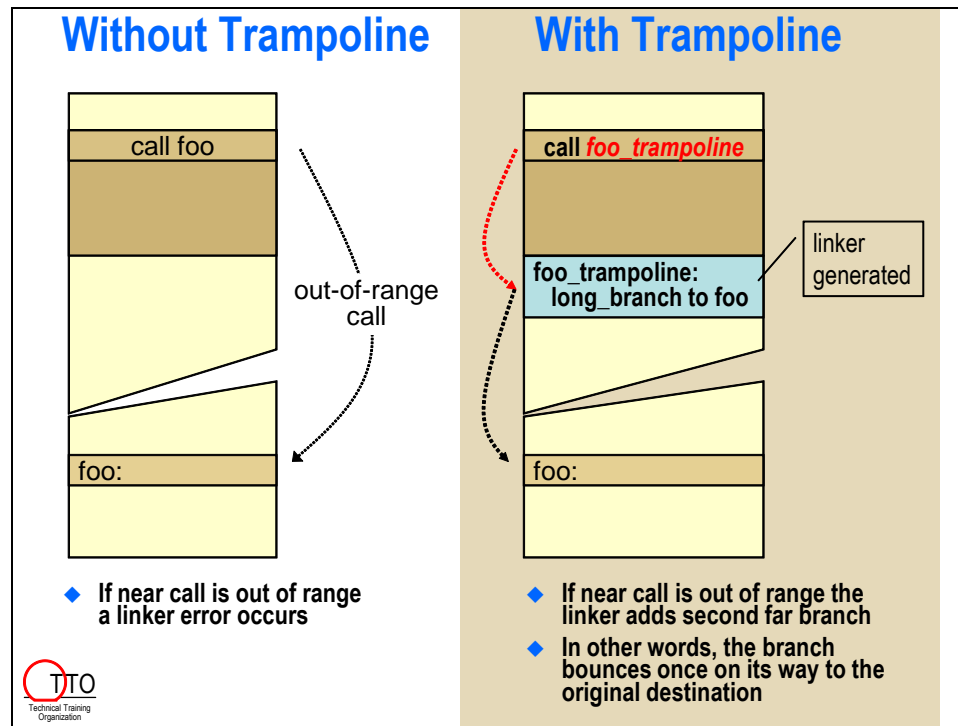 Without Trampoline
call foo
out-of-range
call
foo:
◆ If near call is out of range
a linker error occurs
TTO
Technical Training
Organization
With Trampoline
call foo_trampoline
linker
generated
foo_trampoline:
long_branch to foo
foo:
◆ If near call is out of range the
linker adds second far branch
◆ In other words, the branch
bounces once on its way to the
original destination